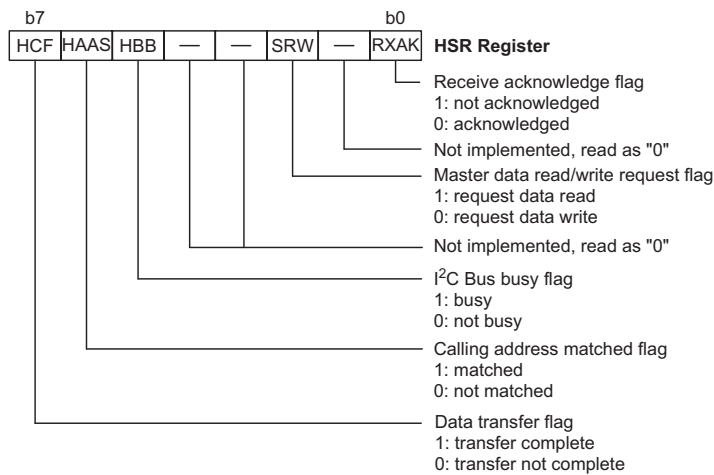 b7 b0
HCF HAAS HBB — — SRW — RXAK HSR Register
Receive acknowledge flag
1: not acknowledged
0: acknowledged
Not implemented, read as "0"
Master data read/write request flag
1: request data read
0: request data write
Not implemented, read as "0"
I²C Bus busy flag
1: busy
0: not busy
Calling address matched flag
1: matched
0: not matched
Data transfer flag
1: transfer complete
0: transfer not complete